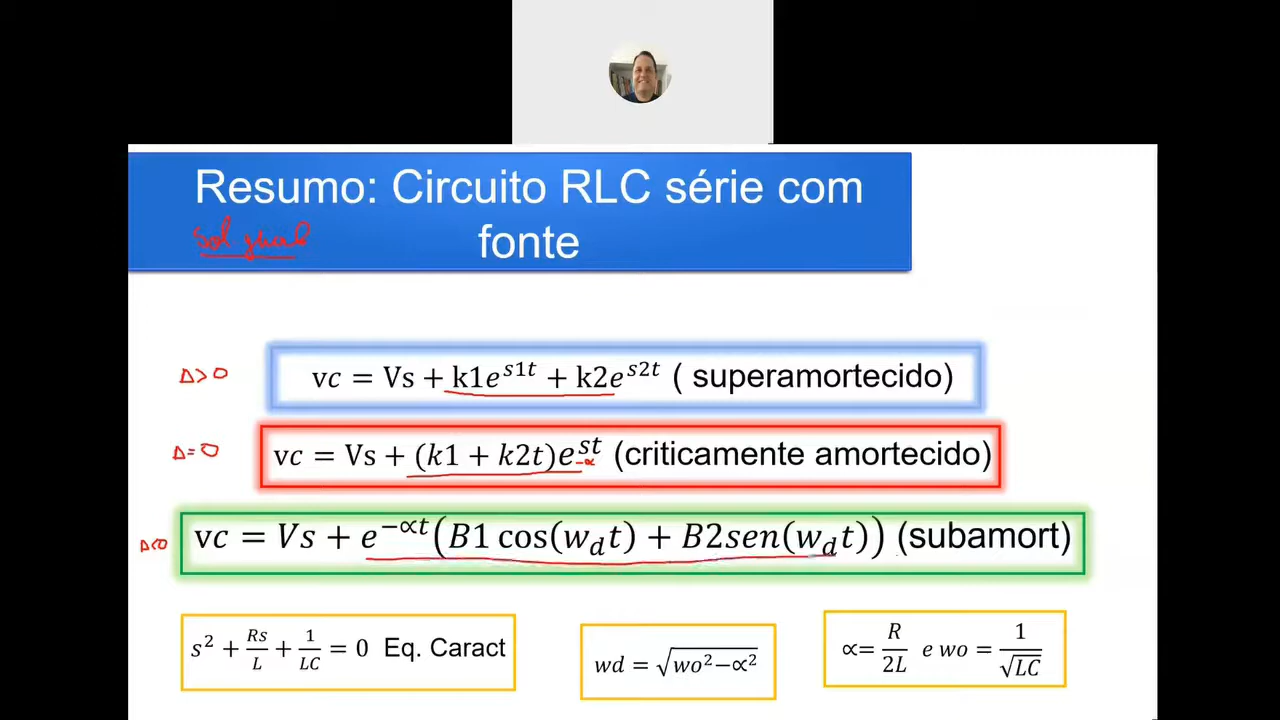 Resumo: Circuito RLC série com
fonte
sol. geral
Δ>0
vc = Vs + k1e^{s1t} + k2e^{s2t} ( superamortecido)
Δ=0
vc = Vs + (k1 + k2t)e^{st} (criticamente amortecido)
-α
Δ<0
vc = Vs + e^{-∝t}(B1 cos(w_d t) + B2sen(w_d t)) (subamort)
s² + Rs/L + 1/LC = 0 Eq. Caract
wd = √(wo²−∝²)
∝= R/2L e wo = 1/√LC